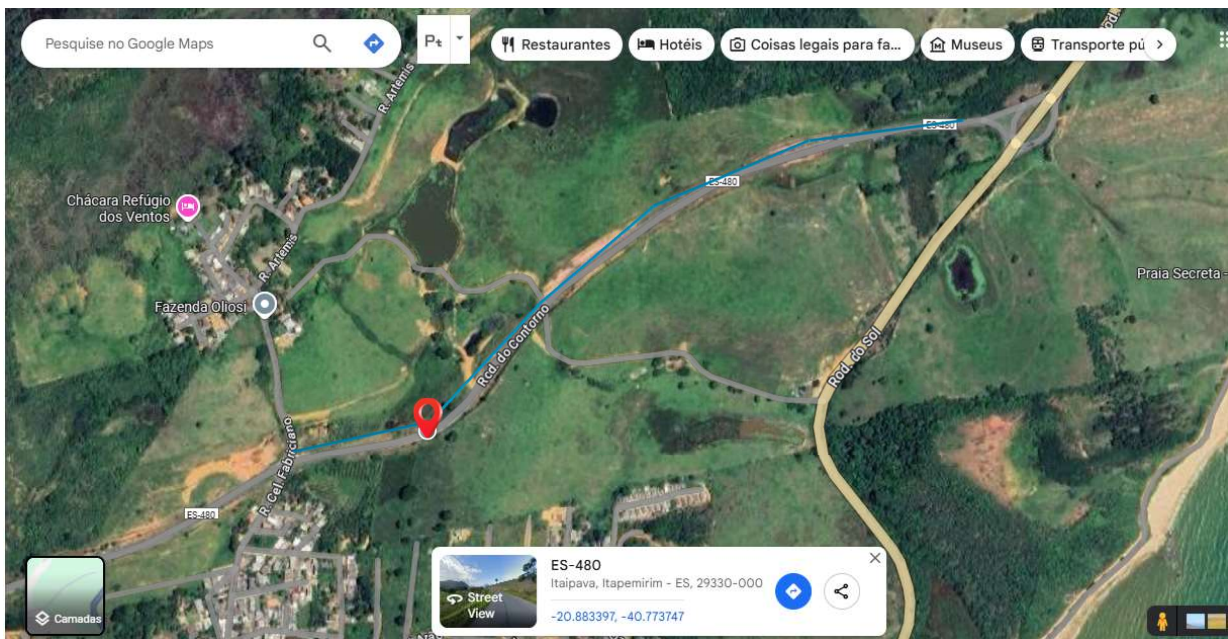 Pesquise no Google Maps
Restaurantes
Hotéis
Coisas legais para fa...
Museus
Transporte pú
R. Artemis
ES-480
Chácara Refúgio
dos Ventos
ES-480
R. Artemis
Fazenda Oliosi
Praia Secreta -
Rod. do Contorno
Rod. do Sol
R. Cel. Fabriciano
ES-480
Camadas
Street
View
ES-480
Itaipava, Itapemirim - ES, 29330-000
-20.883397, -40.773747